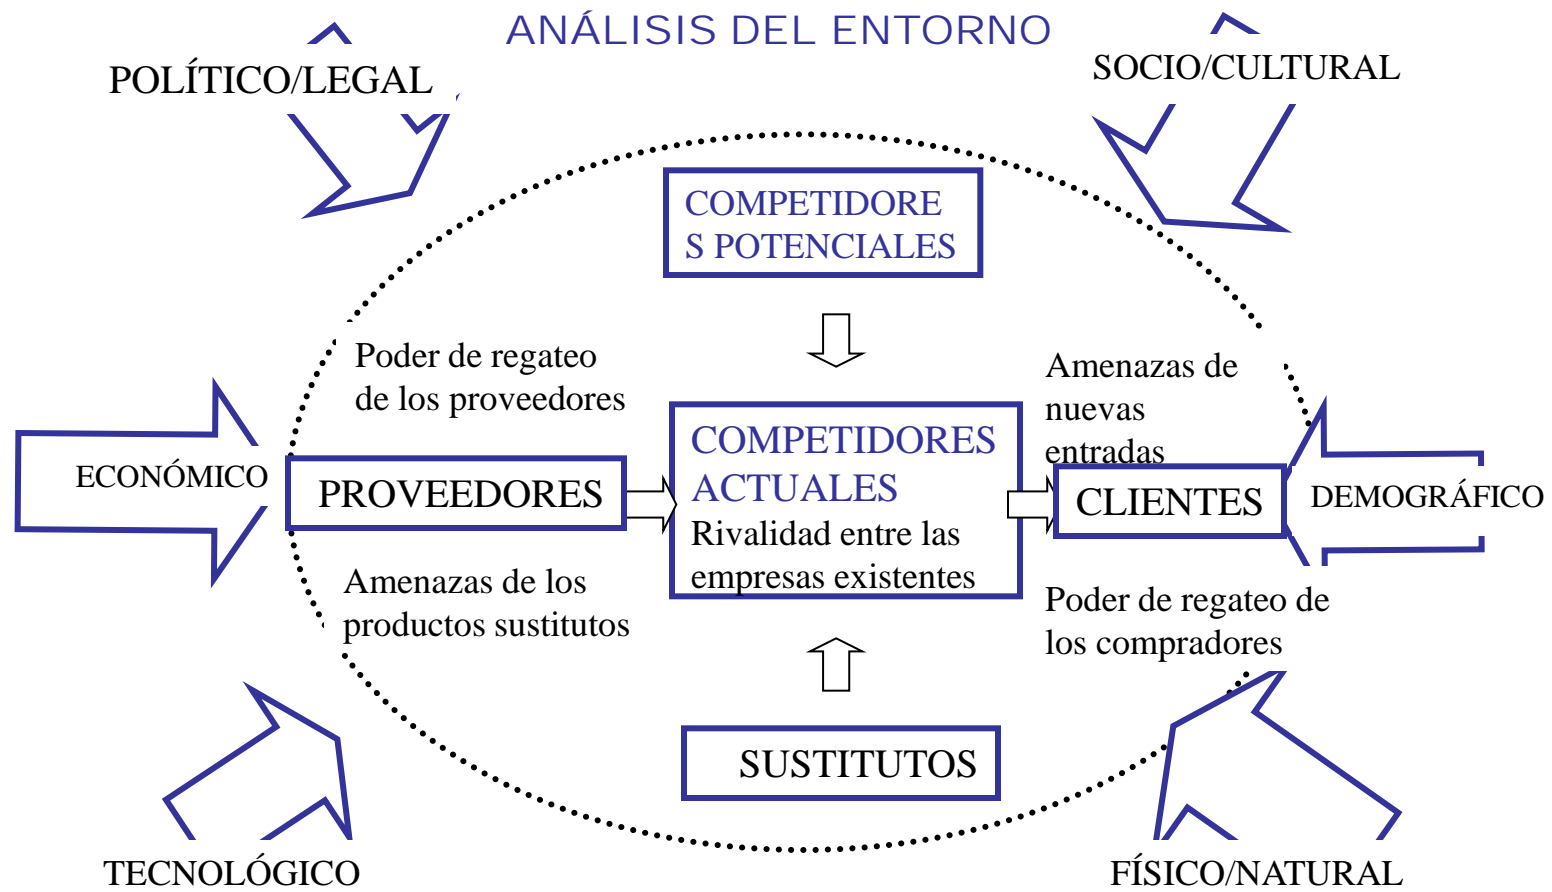 ANÁLISIS DEL ENTORNO
POLÍTICO/LEGAL
SOCIO/CULTURAL
COMPETIDORE
S POTENCIALES
Poder de regateo
de los proveedores
Amenazas de
nuevas
entradas
ECONÓMICO
PROVEEDORES
COMPETIDORES
ACTUALES
Rivalidad entre las
empresas existentes
CLIENTES
DEMOGRÁFICO
Amenazas de los
productos sustitutos
Poder de regateo de
los compradores
SUSTITUTOS
TECNOLÓGICO
FÍSICO/NATURAL